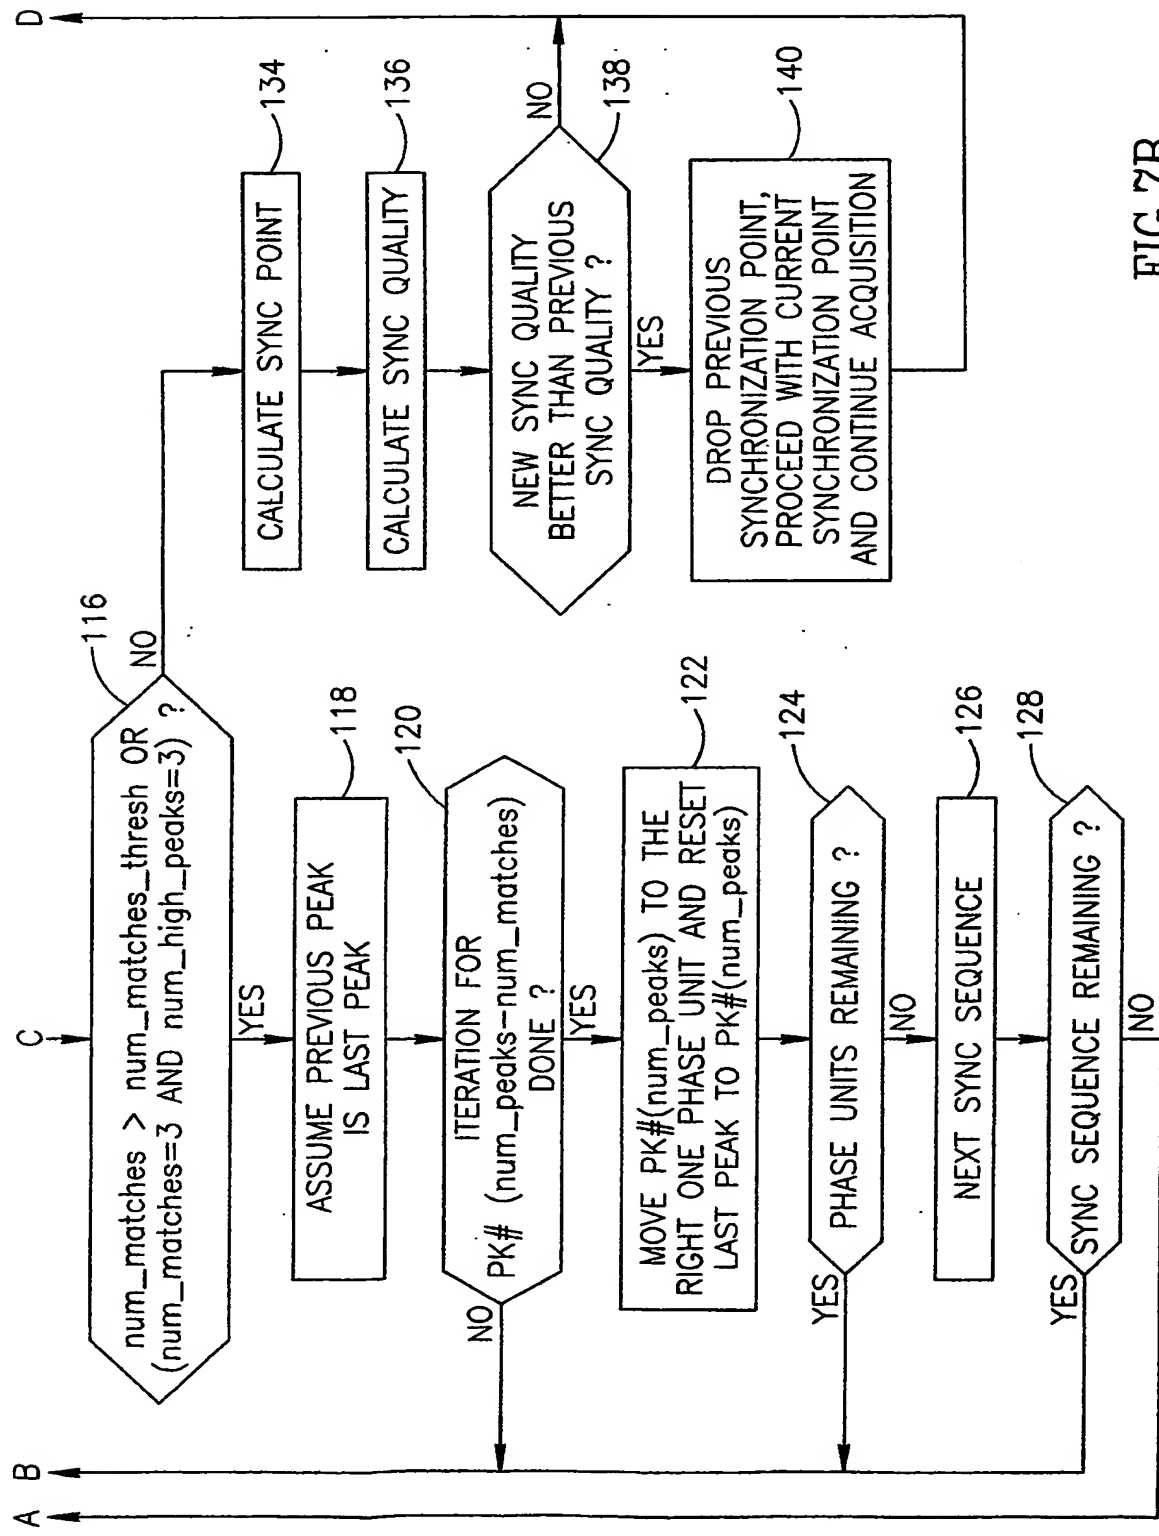 C
116
num_matches > num_matches_thresh OR
(num_matches=3 AND num_high_peaks=3) ?
NO
YES
118
ASSUME PREVIOUS PEAK
IS LAST PEAK
120
ITERATION FOR
PK# (num_peaks-num_matches)
DONE ?
NO
YES
122
MOVE PK#(num_peaks) TO THE
RIGHT ONE PHASE UNIT AND RESET
LAST PEAK TO PK#(num_peaks)
124
PHASE UNITS REMAINING ?
YES
NO
126
NEXT SYNC SEQUENCE
128
SYNC SEQUENCE REMAINING ?
YES
NO
A
B
134
CALCULATE SYNC POINT
136
CALCULATE SYNC QUALITY
138
NEW SYNC QUALITY
BETTER THAN PREVIOUS
SYNC QUALITY ?
NO
YES
140
DROP PREVIOUS
SYNCHRONIZATION POINT,
PROCEED WITH CURRENT
SYNCHRONIZATION POINT
AND CONTINUE ACQUISITION
D
FIG.7B